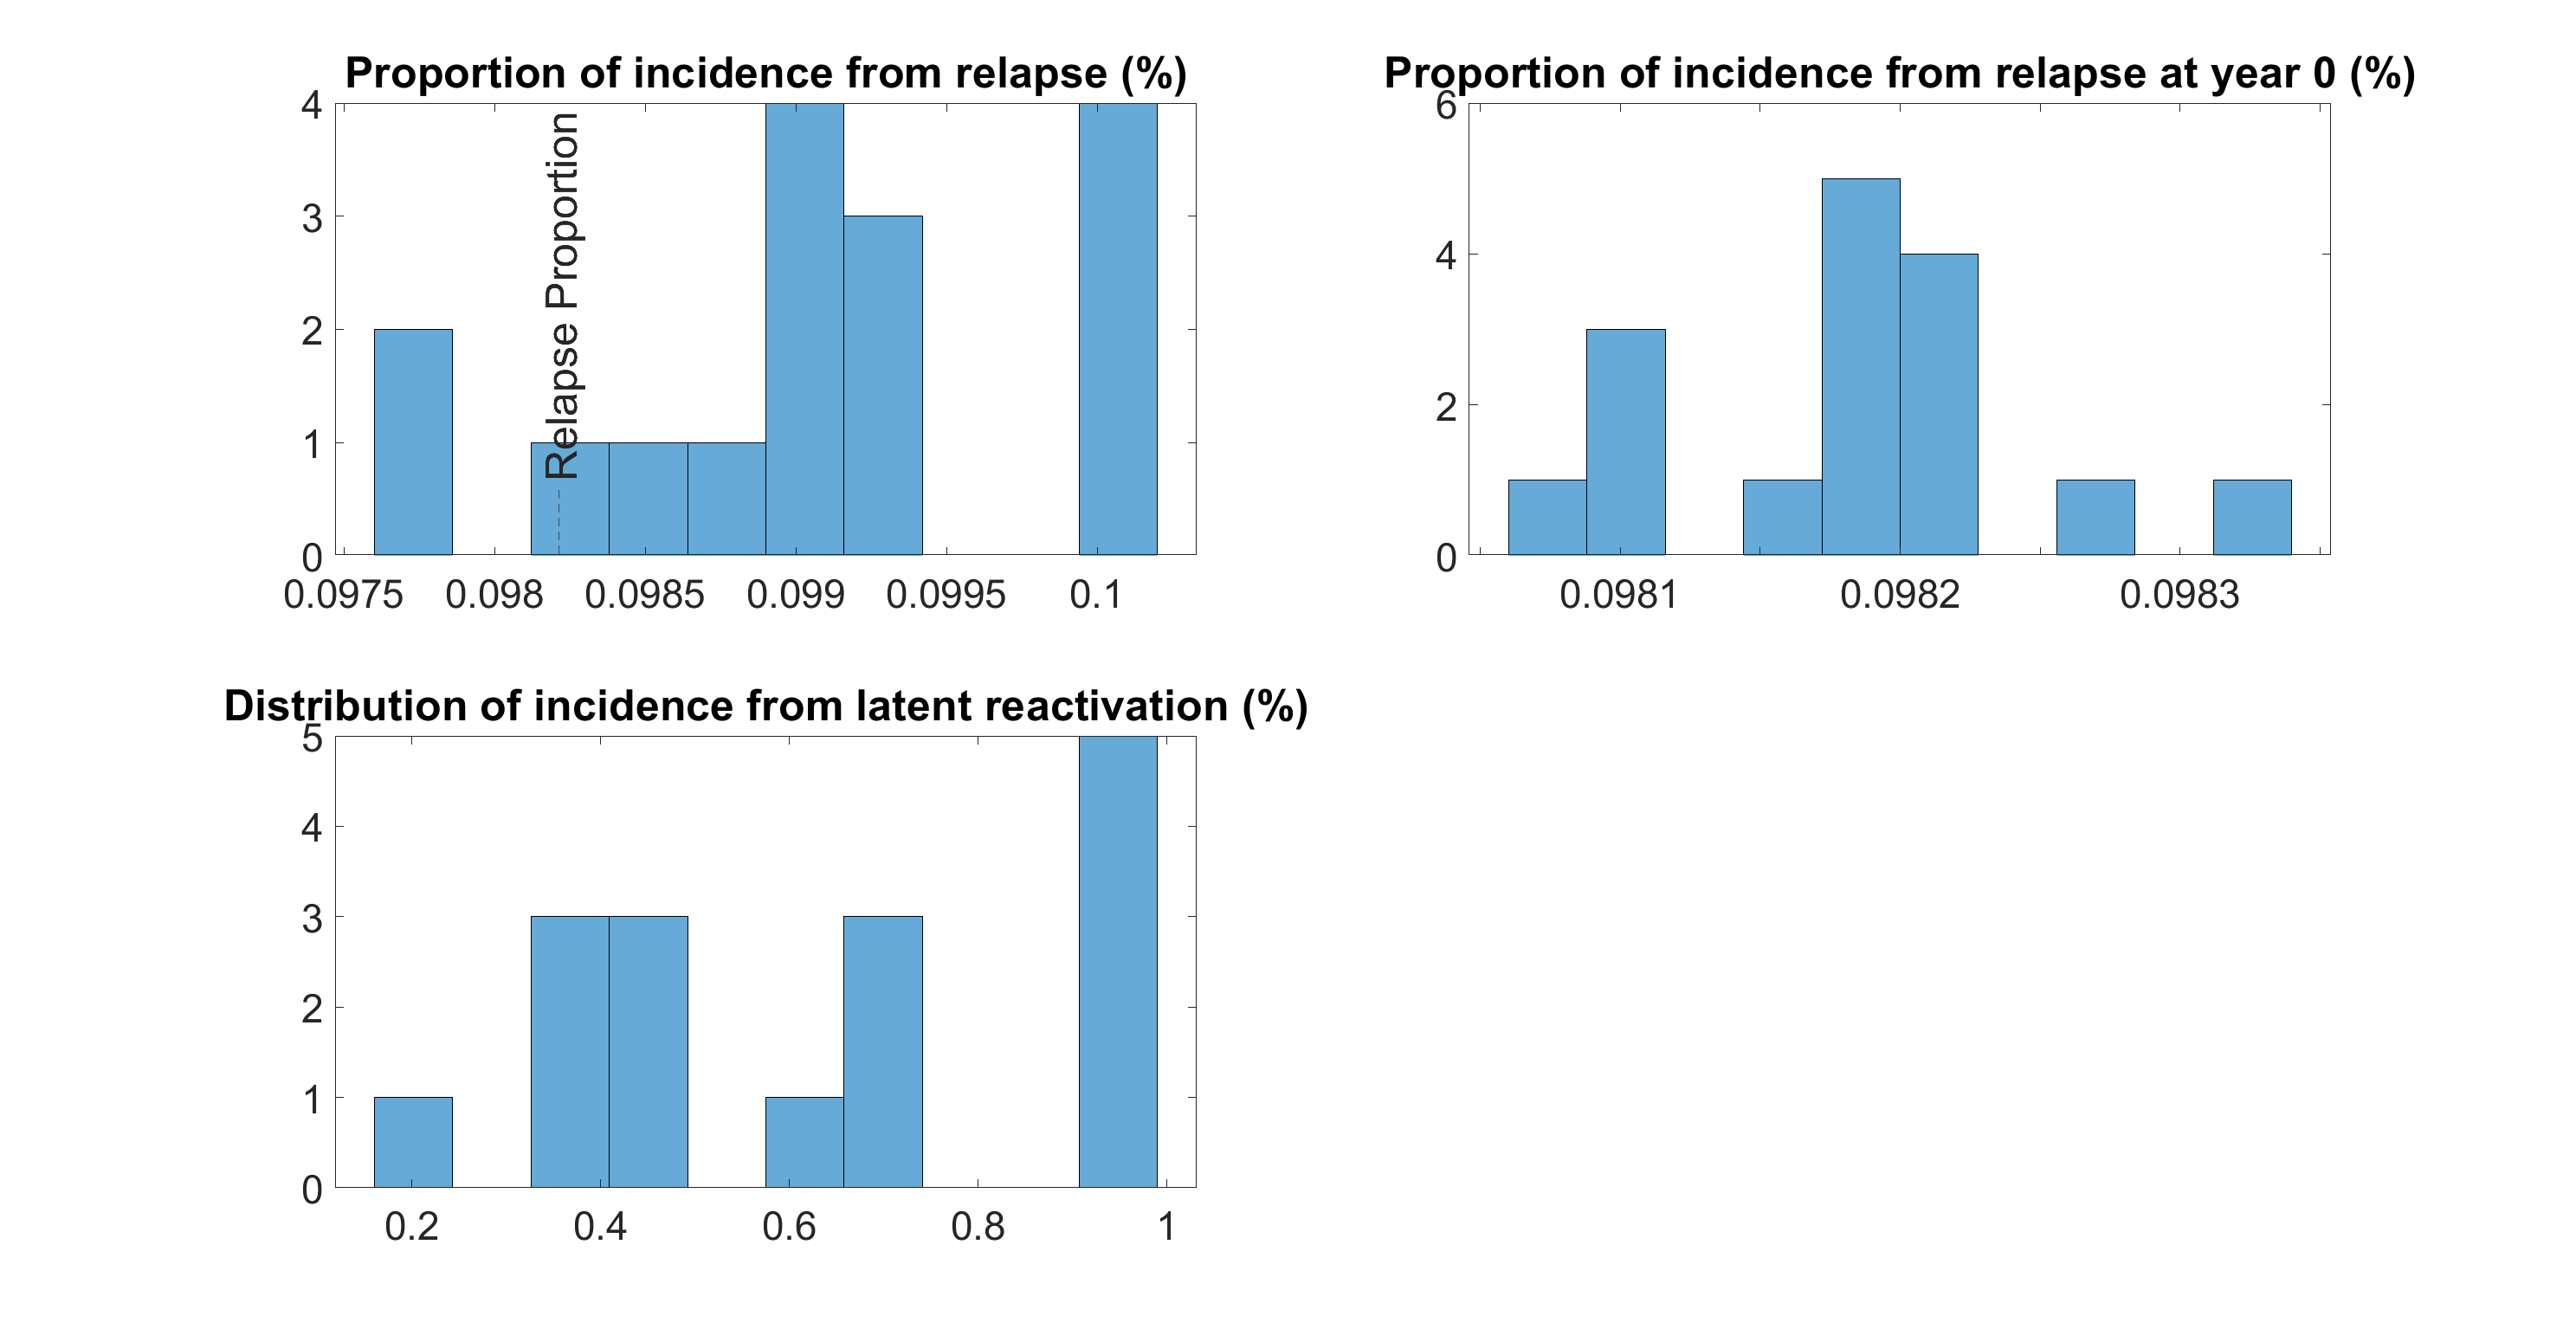 Proportion of incidence from relapse (%)
4
3
2
1
0
Relapse Proportion
0.0975 0.098 0.0985 0.099 0.0995 0.1
Proportion of incidence from relapse at year 0 (%)
6
4
2
0
0.0981 0.0982 0.0983
Distribution of incidence from latent reactivation (%)
5
4
3
2
1
0
0.2 0.4 0.6 0.8 1